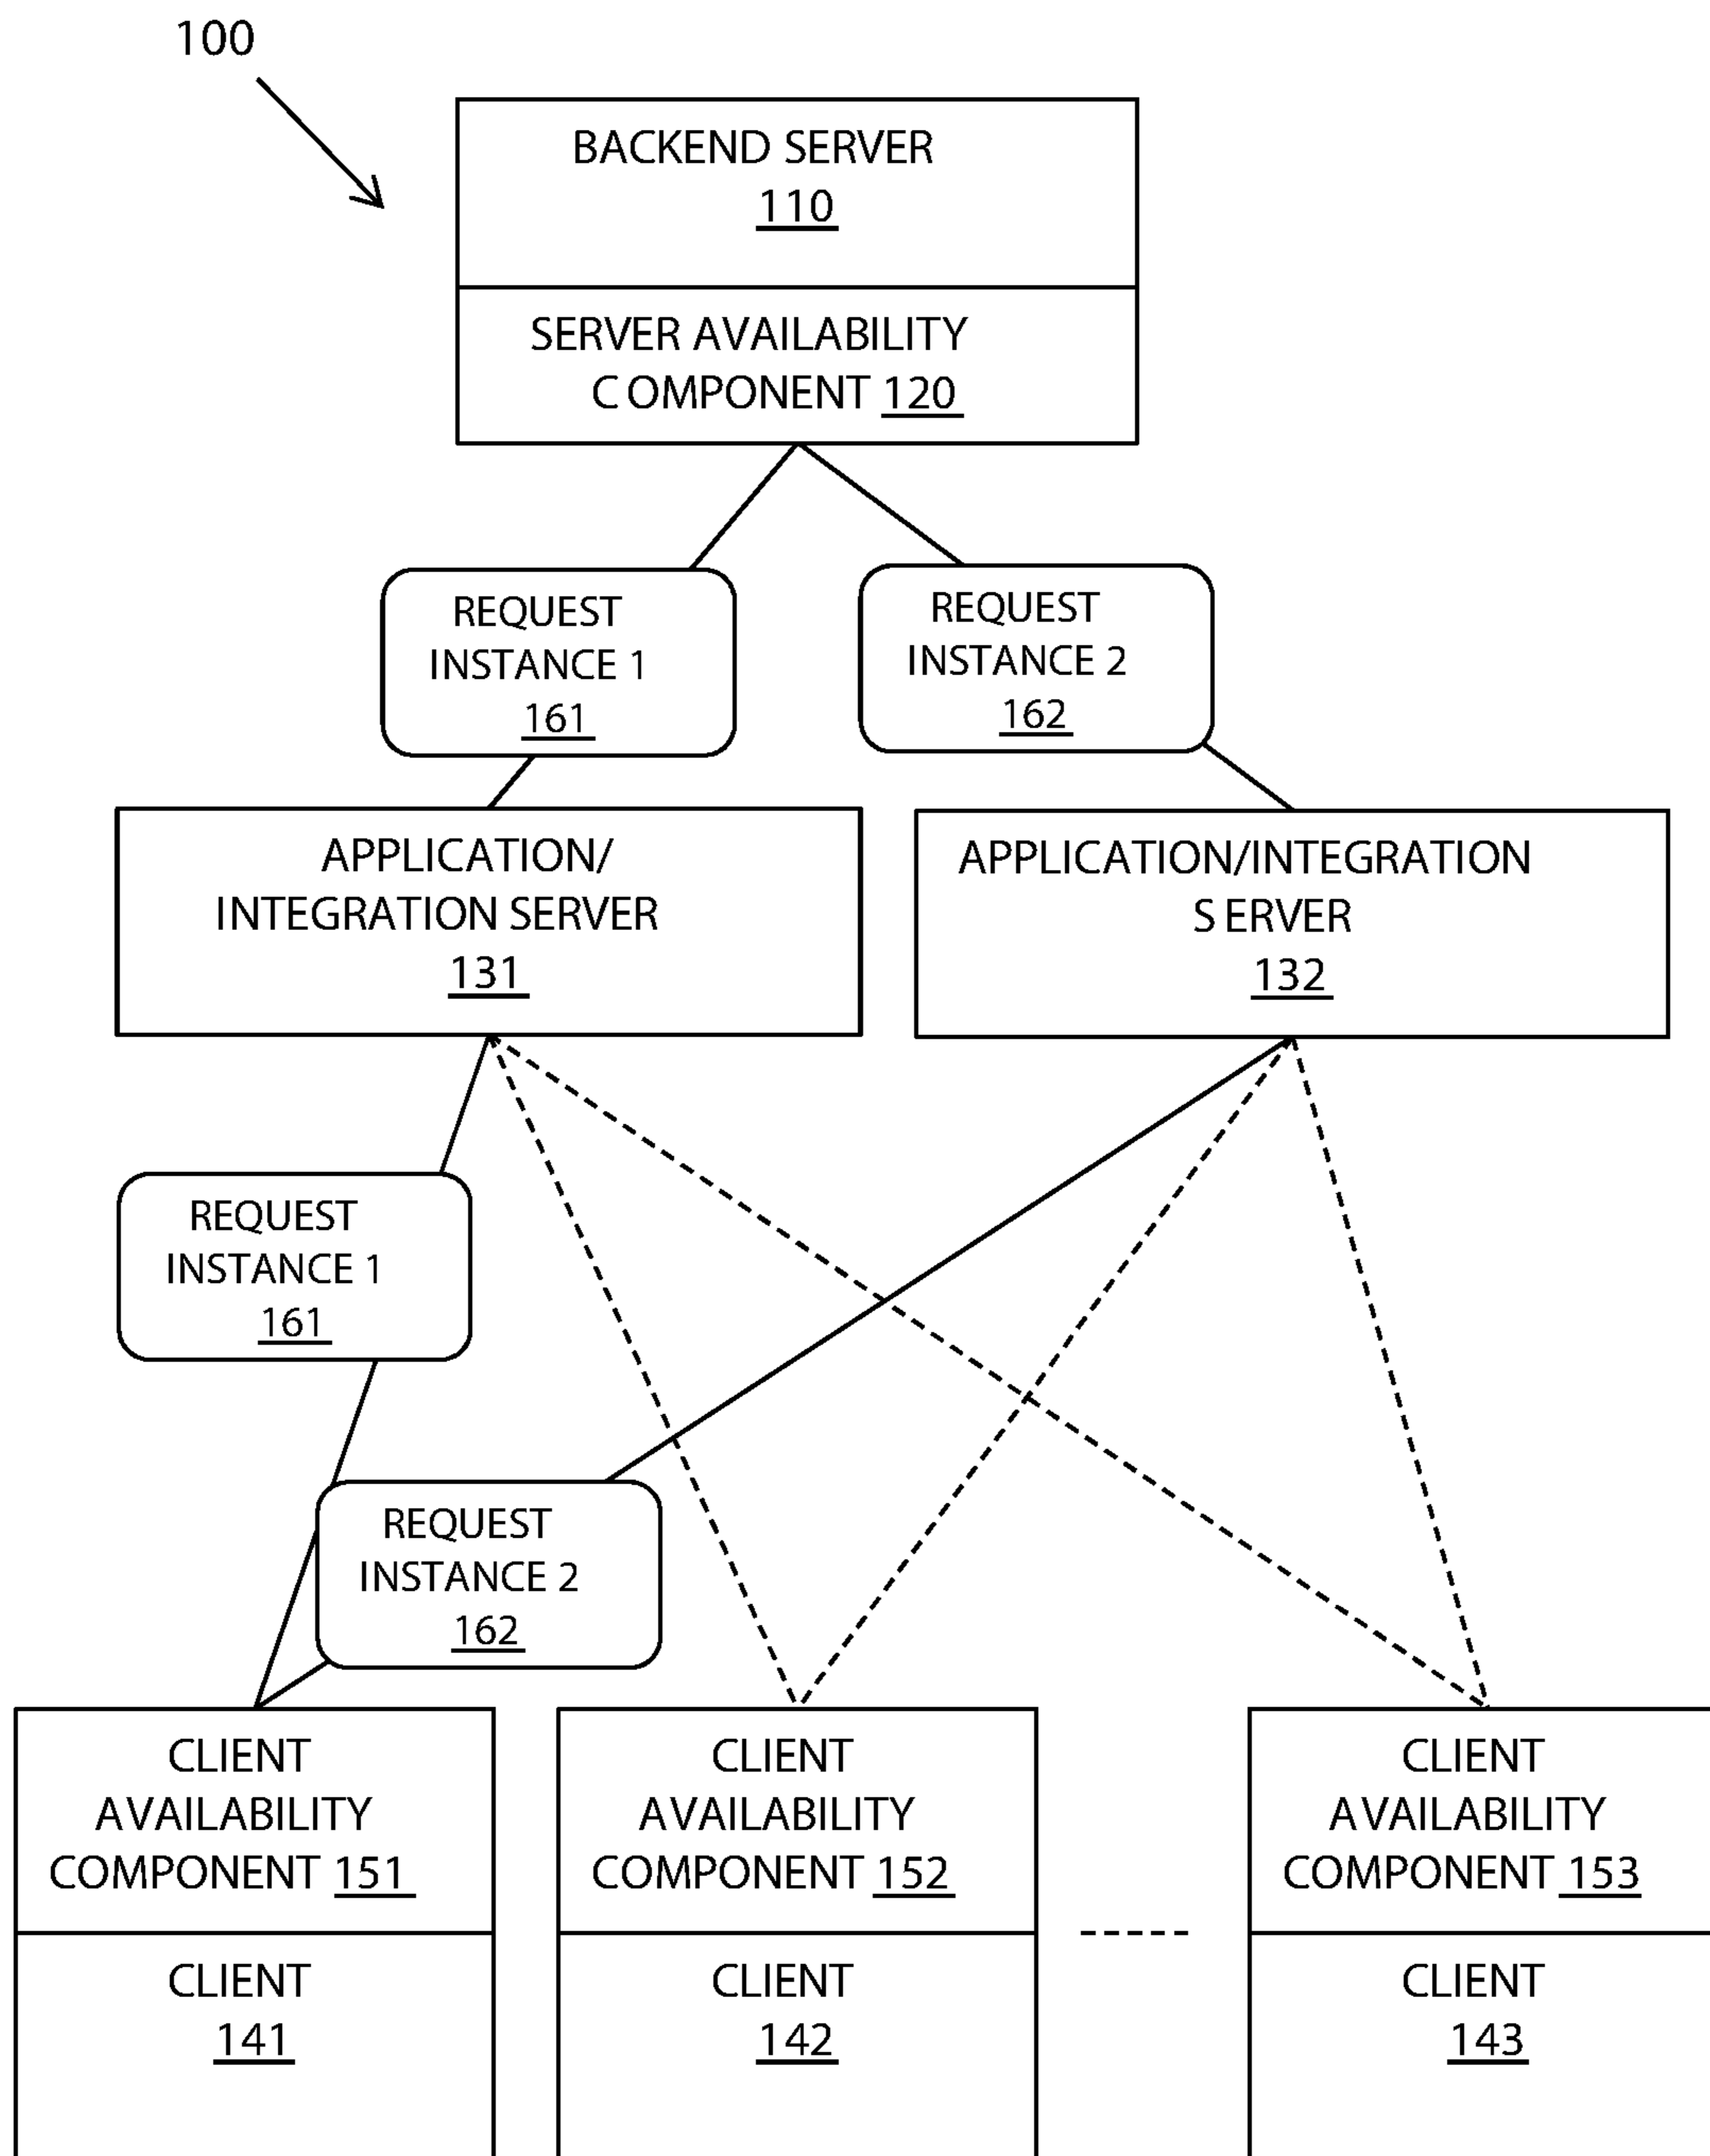 100
BACKEND SERVER
110
SERVER AVAILABILITY
COMPONENT 120
REQUEST
INSTANCE 1
161
REQUEST
INSTANCE 2
162
APPLICATION/
INTEGRATION SERVER
131
APPLICATION/INTEGRATION
SERVER
132
REQUEST
INSTANCE 1
161
REQUEST
INSTANCE 2
162
CLIENT
AVAILABILITY
COMPONENT 151
CLIENT
141
CLIENT
AVAILABILITY
COMPONENT 152
CLIENT
142
CLIENT
AVAILABILITY
COMPONENT 153
CLIENT
143